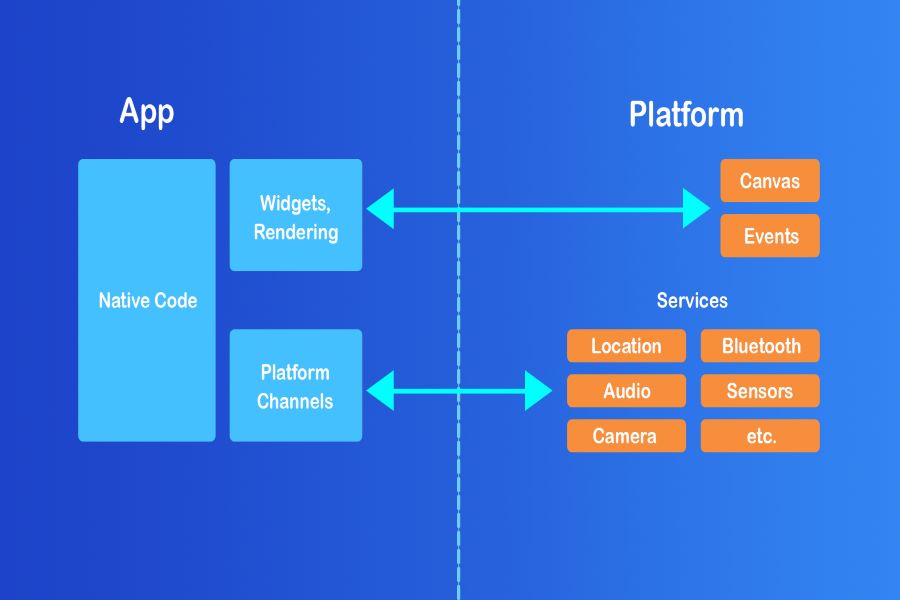 App
Platform
Native Code
Widgets,
Rendering
Platform
Channels
Canvas
Events
Services
Location
Bluetooth
Audio
Sensors
Camera
etc.